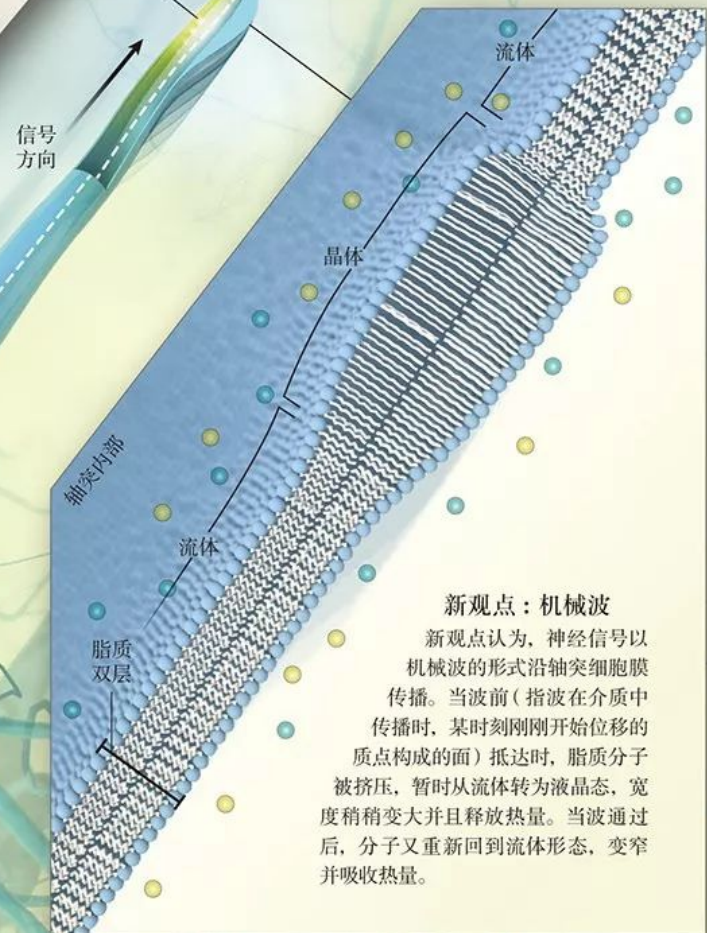 信号
方向
流体
晶体
轴突内部
流体
脂质
双层
新观点：机械波
新观点认为，神经信号以
机械波的形式沿轴突细胞膜
传播。当波前（指波在介质中
传播时，某时刻刚刚开始位移的
质点构成的面）抵达时，脂质分子
被挤压，暂时从流体转为液晶态，宽
度稍稍变大并且释放热量。当波通过
后，分子又重新回到流体形态，变窄
并吸收热量。